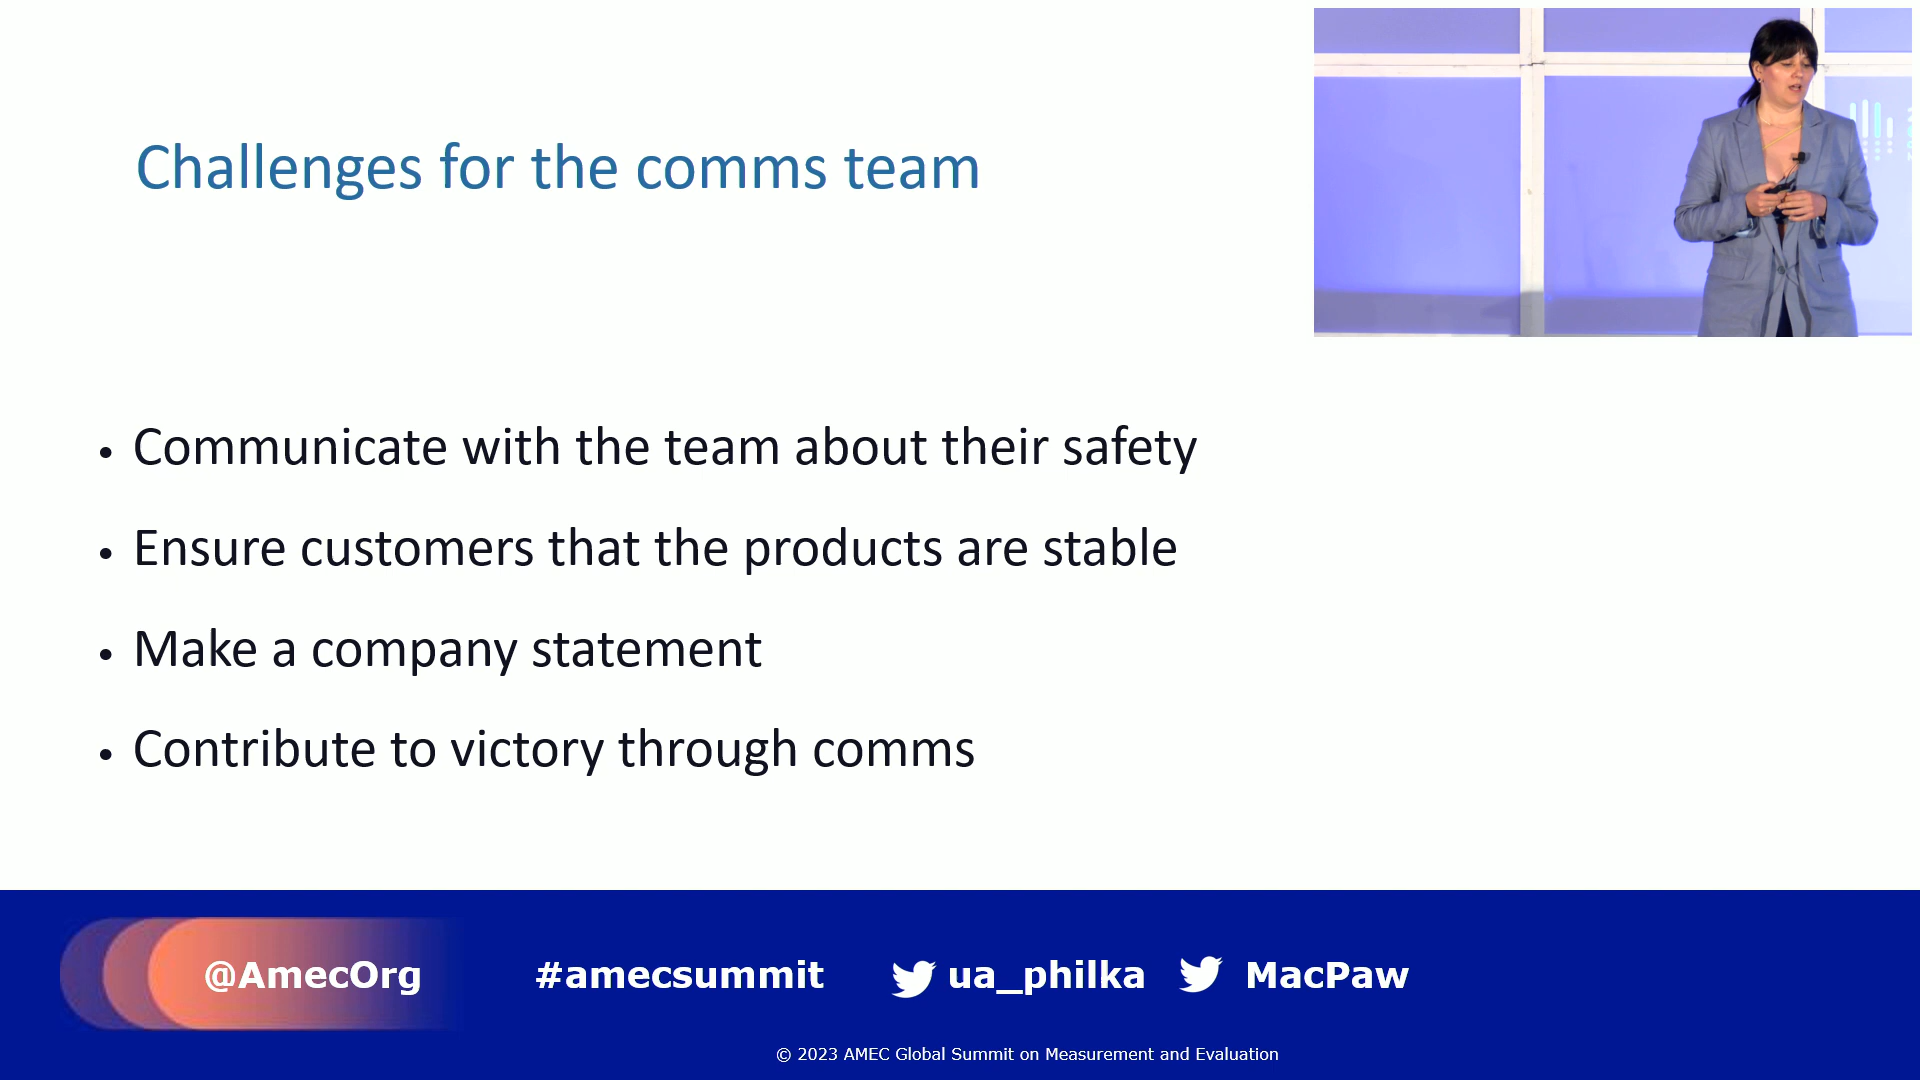 Challenges for the comms team
• Communicate with the team about their safety
• Ensure customers that the products are stable
• Make a company statement
• Contribute to victory through comms
@AmecOrg #amecsummit ua_philka MacPaw
© 2023 AMEC Global Summit on Measurement and Evaluation